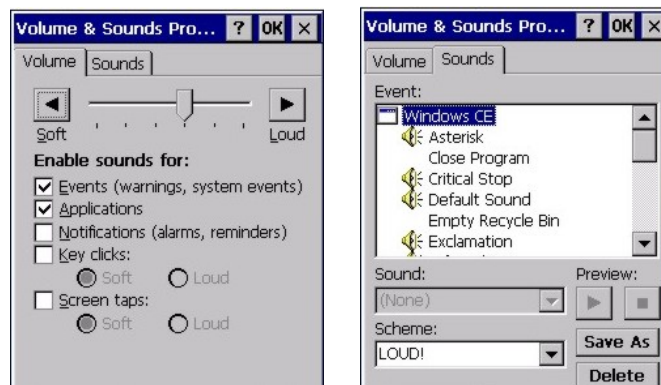 Volume & Sounds Pro... ? OK ×
Volume Sounds
Soft Loud
Enable sounds for:
Events (warnings, system events)
Applications
Notifications (alarms, reminders)
Key clicks:
Soft Loud
Screen taps:
Soft Loud
Volume & Sounds Pro... ? OK ×
Volume Sounds
Event:
Windows CE
Asterisk
Close Program
Critical Stop
Default Sound
Empty Recycle Bin
Exclamation
Sound: Preview:
(None)
Scheme:
Save As
LOUD!
Delete